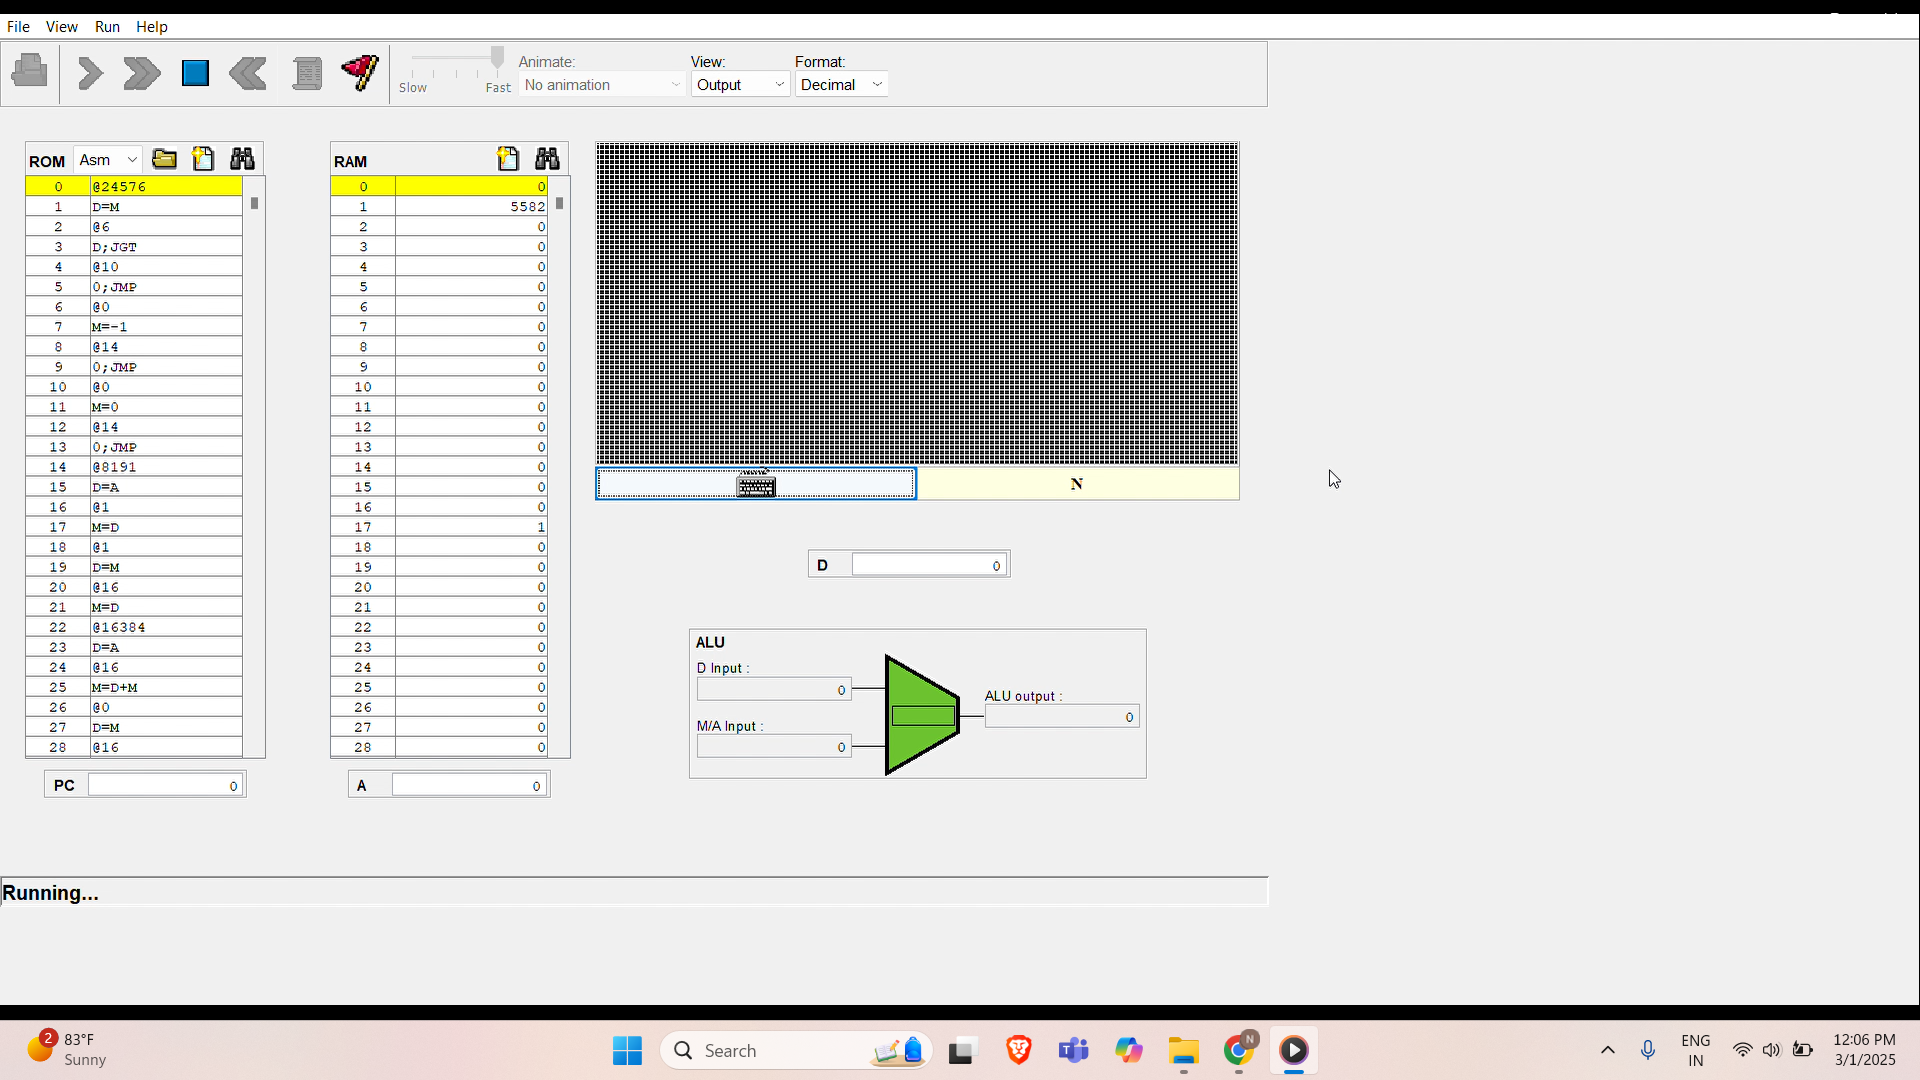 File View Run Help
Slow Fast
Animate:
No animation
View:
Output
Format:
Decimal
ROM Asm
0 @24576
1 D=M
2 @6
3 D;JGT
4 @10
5 0;JMP
6 @0
7 M=-1
8 @14
9 0;JMP
10 @0
11 M=0
12 @14
13 0;JMP
14 @8191
15 D=A
16 @1
17 M=D
18 @1
19 D=M
20 @16
21 M=D
22 @16384
23 D=A
24 @16
25 M=D+M
26 @0
27 D=M
28 @16
PC 0
RAM
0 0
1 5582
2 0
3 0
4 0
5 0
6 0
7 0
8 0
9 0
10 0
11 0
12 0
13 0
14 0
15 0
16 0
17 1
18 0
19 0
20 0
21 0
22 0
23 0
24 0
25 0
26 0
27 0
28 0
A 0
N
D 0
ALU
D Input :
0
M/A Input :
0
ALU output :
0
Running...
2
83°F
Sunny
Search
N
ENG
IN
12:06 PM
3/1/2025